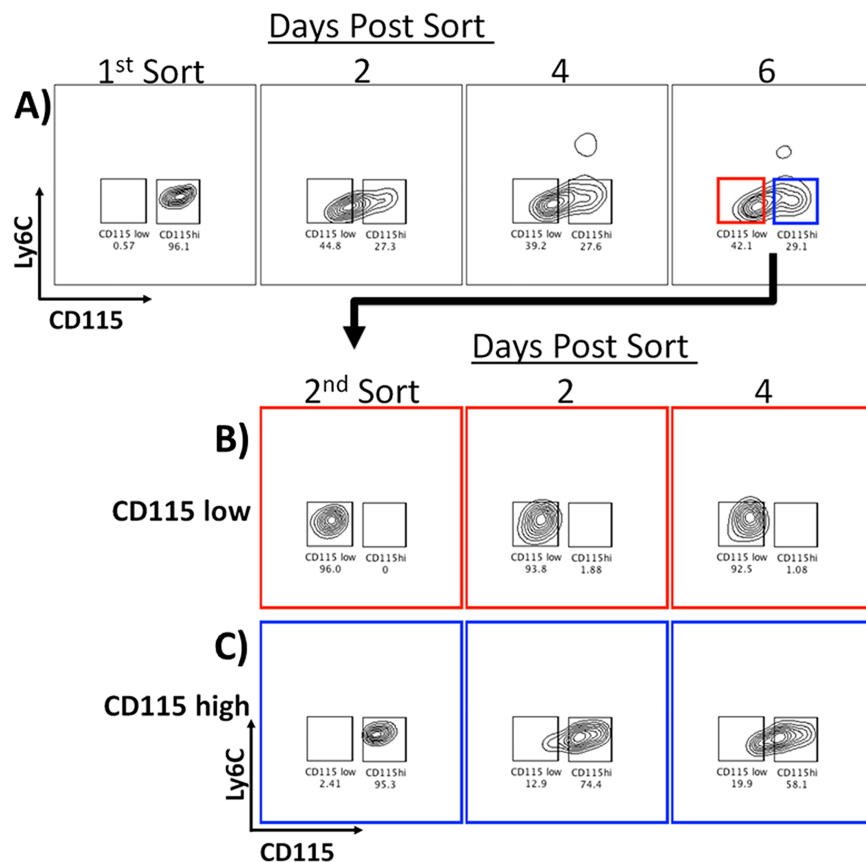 Days Post Sort
1st Sort 2 4 6
A)
CD115 low CD115hi CD115 low CD115hi CD115 low CD115hi CD115 low CD115hi
0.57 96.1 44.8 27.3 39.2 27.6 42.1 29.1
Ly6C
CD115
Days Post Sort
2nd Sort 2 4
B)
CD115 low
CD115 low CD115hi CD115 low CD115hi CD115 low CD115hi
96.0 0 93.8 1.88 92.5 1.08
C)
CD115 high
CD115 low CD115hi CD115 low CD115hi CD115 low CD115hi
2.41 95.3 12.9 74.4 19.9 58.1
Ly6C
CD115